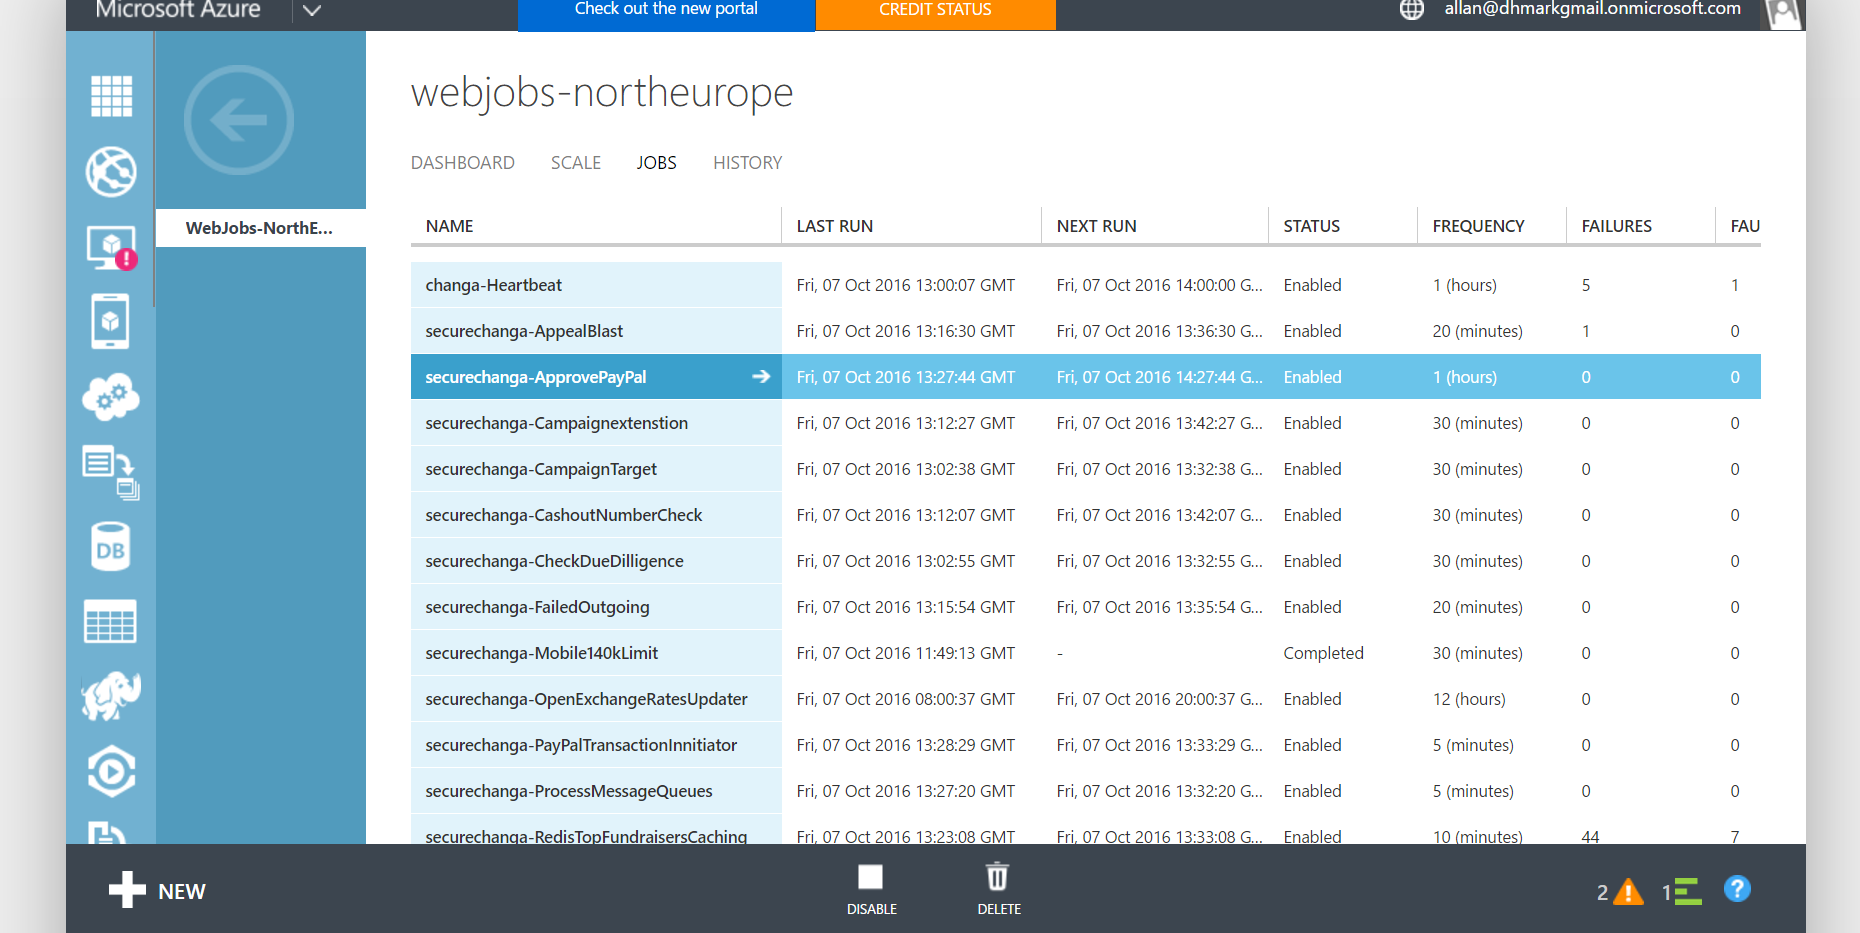 Microsoft Azure
Check out the new portal
CREDIT STATUS
allan@dhmarkgmail.onmicrosoft.com
WebJobs-NorthE...
DB
webjobs-northeurope
DASHBOARD SCALE JOBS HISTORY
NAME LAST RUN NEXT RUN STATUS FREQUENCY FAILURES FAU
changa-Heartbeat Fri, 07 Oct 2016 13:00:07 GMT Fri, 07 Oct 2016 14:00:00 G... Enabled 1 (hours) 5 1
securechanga-AppealBlast Fri, 07 Oct 2016 13:16:30 GMT Fri, 07 Oct 2016 13:36:30 G... Enabled 20 (minutes) 1 0
securechanga-ApprovePayPal Fri, 07 Oct 2016 13:27:44 GMT Fri, 07 Oct 2016 14:27:44 G... Enabled 1 (hours) 0 0
securechanga-Campaignextenstion Fri, 07 Oct 2016 13:12:27 GMT Fri, 07 Oct 2016 13:42:27 G... Enabled 30 (minutes) 0 0
securechanga-CampaignTarget Fri, 07 Oct 2016 13:02:38 GMT Fri, 07 Oct 2016 13:32:38 G... Enabled 30 (minutes) 0 0
securechanga-CashoutNumberCheck Fri, 07 Oct 2016 13:12:07 GMT Fri, 07 Oct 2016 13:42:07 G... Enabled 30 (minutes) 0 0
securechanga-CheckDueDilligence Fri, 07 Oct 2016 13:02:55 GMT Fri, 07 Oct 2016 13:32:55 G... Enabled 30 (minutes) 0 0
securechanga-FailedOutgoing Fri, 07 Oct 2016 13:15:54 GMT Fri, 07 Oct 2016 13:35:54 G... Enabled 20 (minutes) 0 0
securechanga-Mobile140kLimit Fri, 07 Oct 2016 11:49:13 GMT - Completed 30 (minutes) 0 0
securechanga-OpenExchangeRatesUpdater Fri, 07 Oct 2016 08:00:37 GMT Fri, 07 Oct 2016 20:00:37 G... Enabled 12 (hours) 0 0
securechanga-PayPalTransactionInnitiator Fri, 07 Oct 2016 13:28:29 GMT Fri, 07 Oct 2016 13:33:29 G... Enabled 5 (minutes) 0 0
securechanga-ProcessMessageQueues Fri, 07 Oct 2016 13:27:20 GMT Fri, 07 Oct 2016 13:32:20 G... Enabled 5 (minutes) 0 0
securechanga-RedisTopFundraisersCaching Fri, 07 Oct 2016 13:23:08 GMT Fri, 07 Oct 2016 13:33:08 G... Enabled 10 (minutes) 44 7
NEW
DISABLE
DELETE
2 1 ?